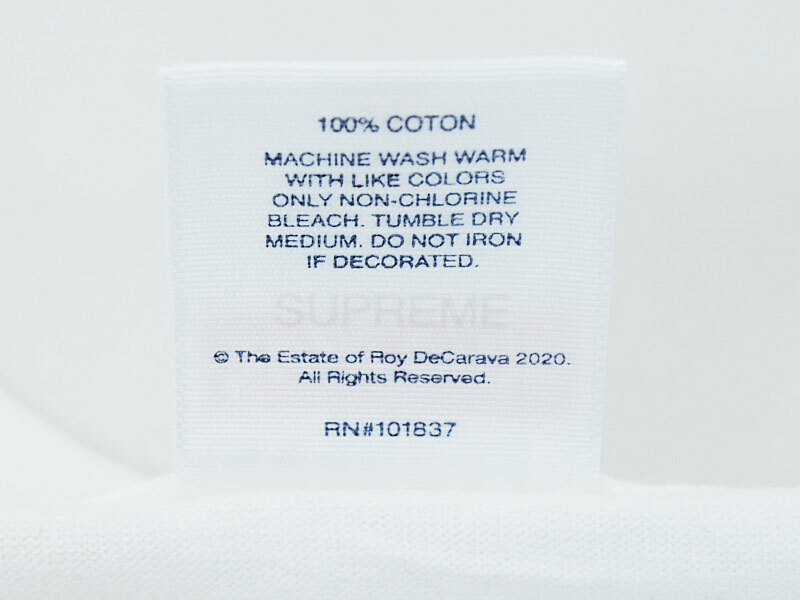 100% COTON
MACHINE WASH WARM
WITH LIKE COLORS
ONLY NON-CHLORINE
BLEACH. TUMBLE DRY
MEDIUM. DO NOT IRON
IF DECORATED.
SUPREME
© The Estate of Roy DeCarava 2020.
All Rights Reserved.
RN#101837